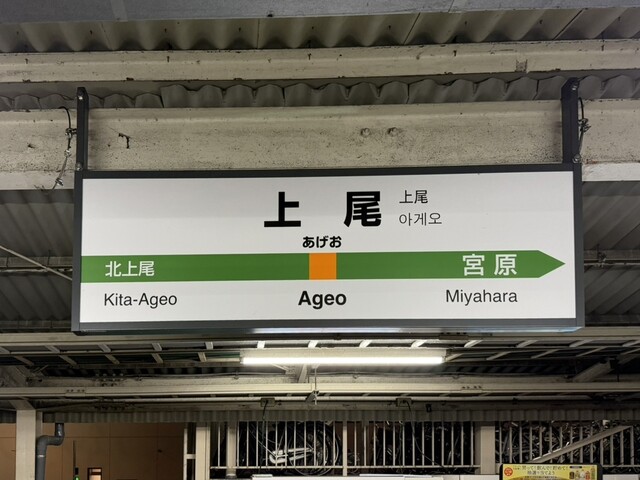 上尾
上尾
아게오
あげお
北上尾
宮原
Kita-Ageo
Ageo
Miyahara